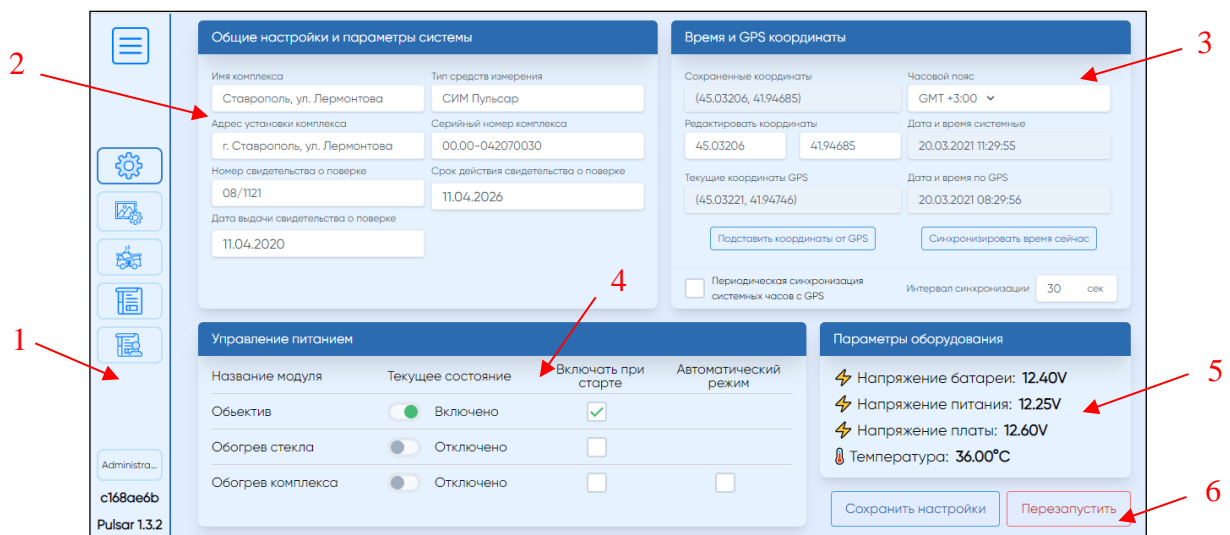 Общие настройки и параметры системы
Имя комплекса
Тип средств измерения
Ставрополь, ул. Лермонтова
СИМ Пульсар
Адрес установки комплекса
Серийный номер комплекса
г. Ставрополь, ул. Лермонтова
00.00-042070030
Номер свидетельства о поверке
Срок действия свидетельства о поверке
08/1121
11.04.2026
Дата выдачи свидетельства о поверке
11.04.2020
Время и GPS координаты
Сохраненные координаты
Часовой пояс
(45.03206, 41.94685)
GMT +3:00
Редактировать координаты
Дата и время системные
45.03206
41.94685
20.03.2021 11:29:55
Текущие координаты GPS
Дата и время по GPS
(45.03221, 41.94746)
20.03.2021 08:29:56
Подставить координаты от GPS
Синхронизировать время сейчас
Периодическая синхронизация
системных часов с GPS
Интервал синхронизации
30 сек
Управление питанием
Название модуля
Текущее состояние
Включать при
старте
Автоматический
режим
Обьектив
Включено
Обогрев стекла
Отключено
Обогрев комплекса
Отключено
Параметры оборудования
Напряжение батареи: 12.40V
Напряжение питания: 12.25V
Напряжение платы: 12.60V
Температура: 36.00°C
Сохранить настройки
Перезапустить
Administra...
c168ae6b
Pulsar 1.3.2
1
2
3
4
5
6